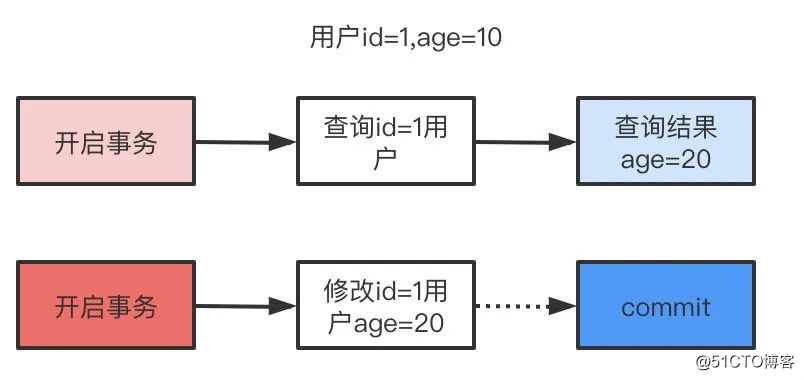 用户id=1,age=10
开启事务
查询id=1用
户
查询结果
age=20
开启事务
修改id=1用
户age=20
commit
@51CTO博客